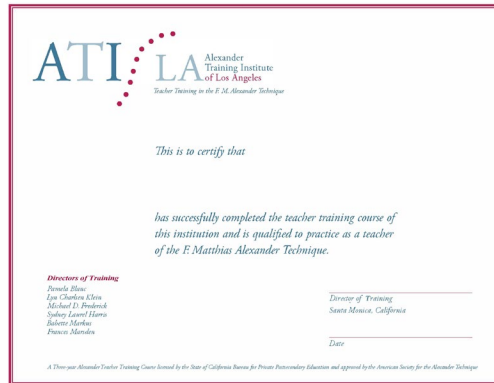 ATI LA
Alexander
Training Institute
of Los Angeles
Teacher Training in the F. M. Alexander Technique
This is to certify that
has successfully completed the teacher training course of
this institution and is qualified to practice as a teacher
of the F. Matthias Alexander Technique.
Directors of Training
Pamela Blanc
Lyn Charlsen Klein
Michael D. Frederick
Sydney Laurel Harris
Babette Markus
Frances Marsden
Director of Training
Santa Monica, California
Date
A Three-year Alexander Teacher Training Course licensed by the State of California Bureau for Private Postsecondary Education and approved by the American Society for the Alexander Technique